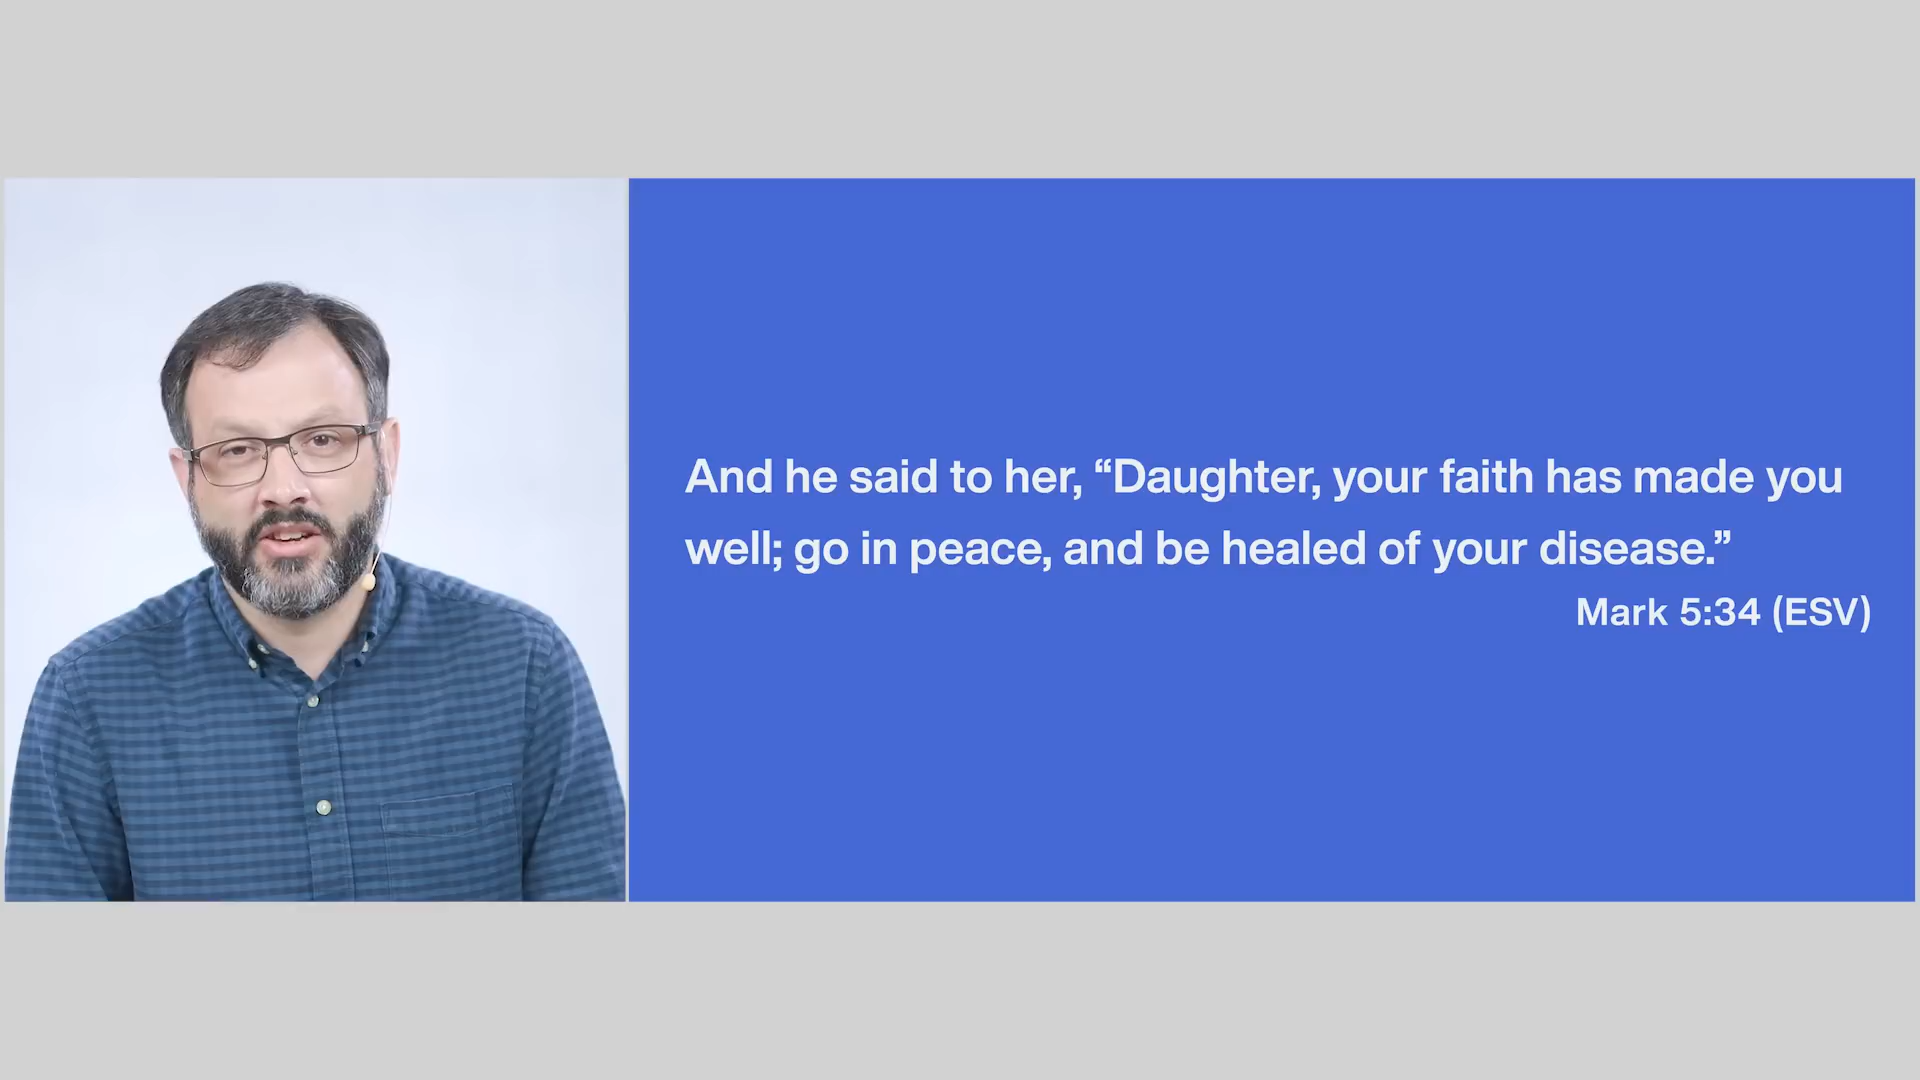 And he said to her, “Daughter, your faith has made you
well; go in peace, and be healed of your disease.”
Mark 5:34 (ESV)